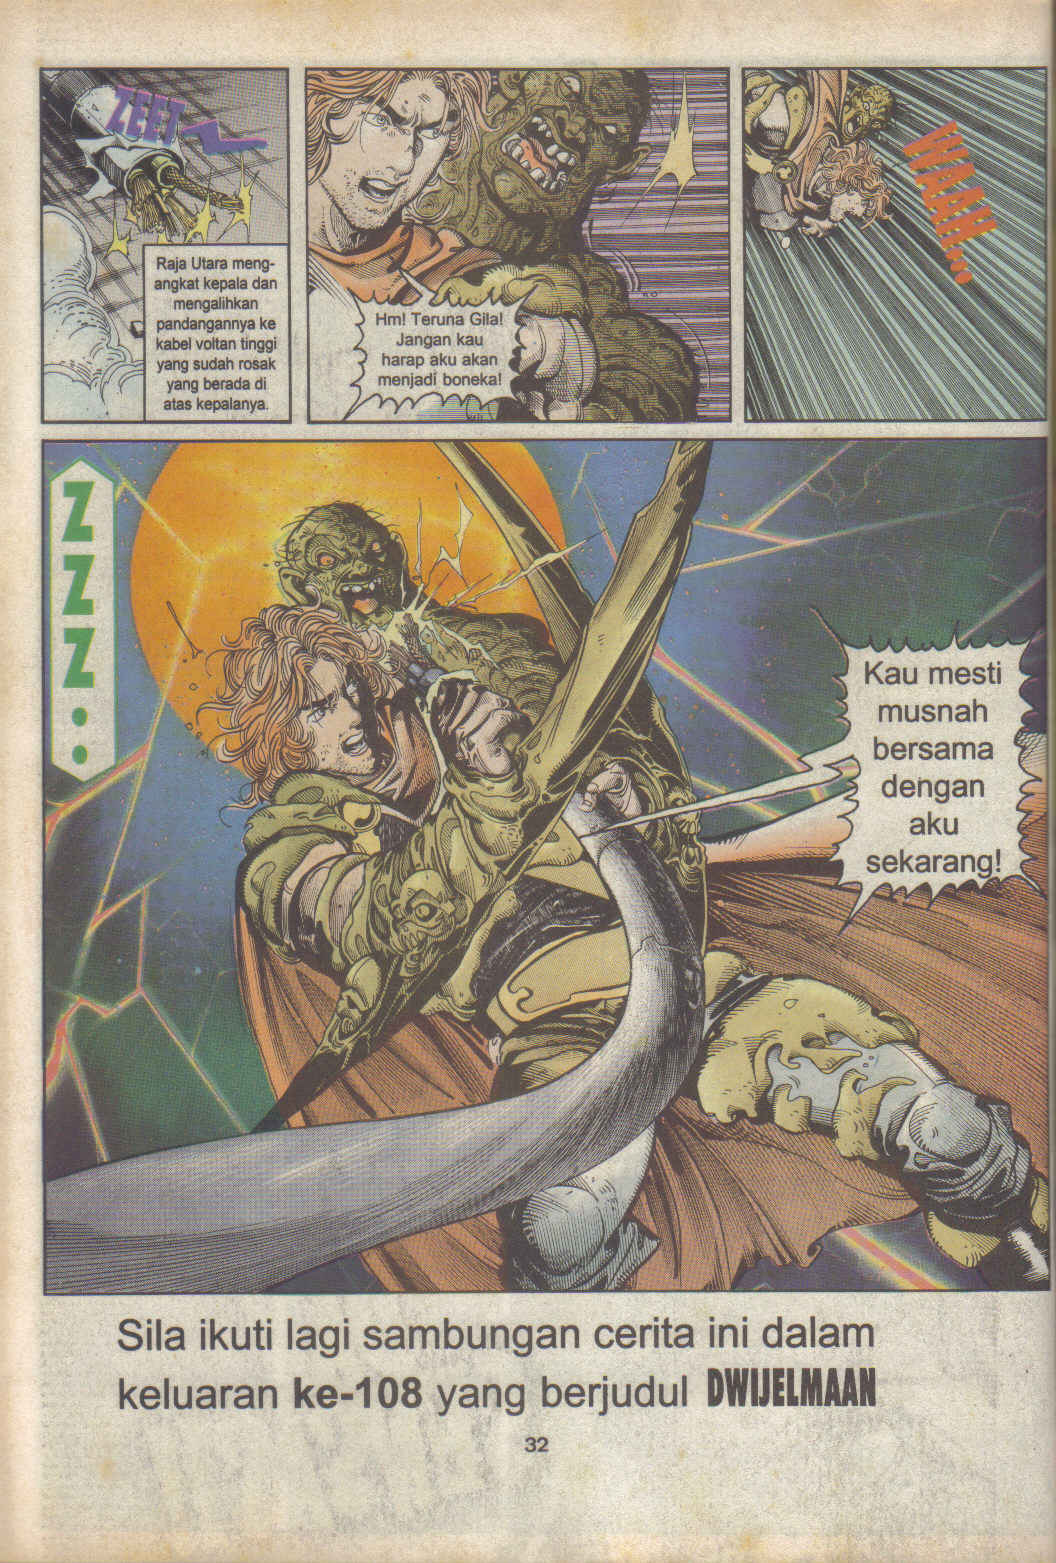 ZEET
Raja Utara meng-
angkat kepala dan
mengalihkan
pandangannya ke
kabel voltan tinggi
yang sudah rosak
yang berada di
atas kepalanya.
Hm! Teruna Gila!
Jangan kau
harap aku akan
menjadi boneka!
WAAH...
ZZZ..
Kau mesti
musnah
bersama
dengan
aku
sekarang!
Sila ikuti lagi sambungan cerita ini dalam
keluaran ke-108 yang berjudul DWIJELMAAN
32